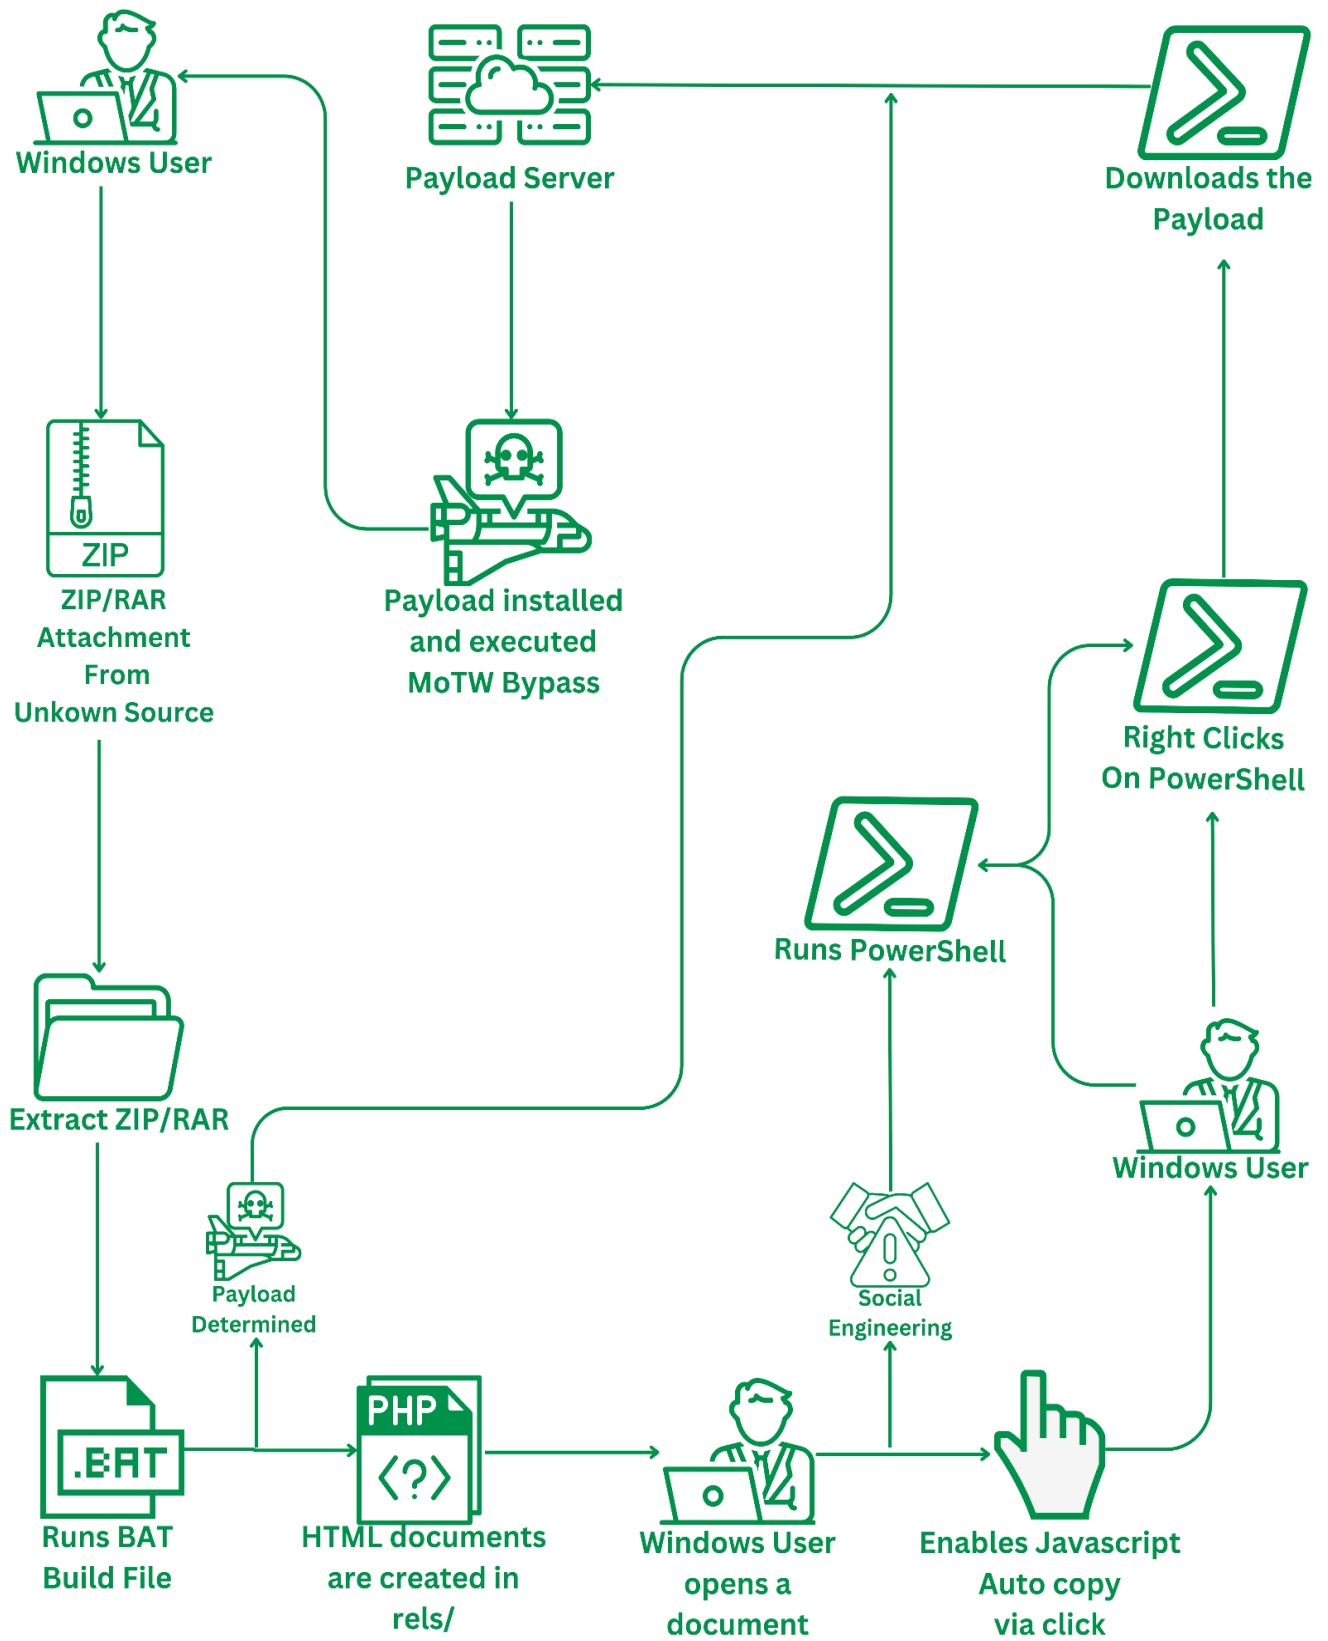 Windows User
Payload Server
Downloads the
Payload
ZIP
ZIP/RAR
Attachment
From
Unkown Source
Payload installed
and executed
MoTW Bypass
Right Clicks
On PowerShell
Runs PowerShell
Extract ZIP/RAR
Windows User
Payload
Determined
Social
Engineering
.BAT
Runs BAT
Build File
PHP
<?>
HTML documents
are created in
rels/
Windows User
opens a
document
Enables Javascript
Auto copy
via click